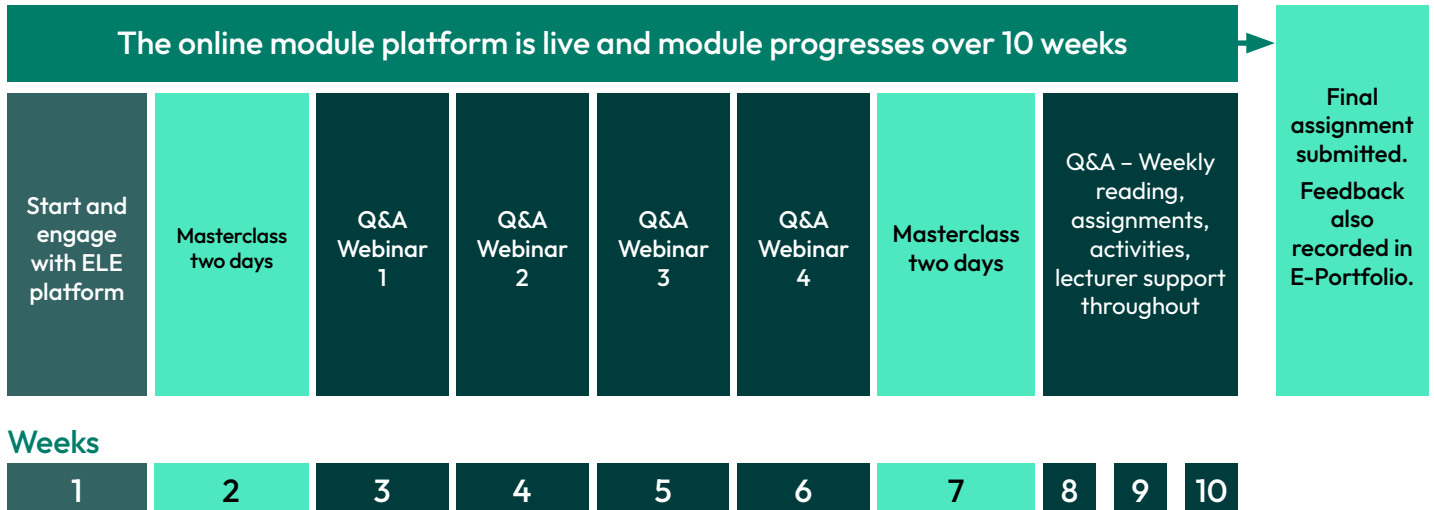 The online module platform is live and module progresses over 10 weeks
Start and
engage
with ELE
platform
Masterclass
two days
Q&A
Webinar
1
Q&A
Webinar
2
Q&A
Webinar
3
Q&A
Webinar
4
Masterclass
two days
Q&A – Weekly
reading,
assignments,
activities,
lecturer support
throughout
Final
assignment
submitted.
Feedback
also
recorded in
E-Portfolio.
Weeks
1
2
3
4
5
6
7
8
9
10